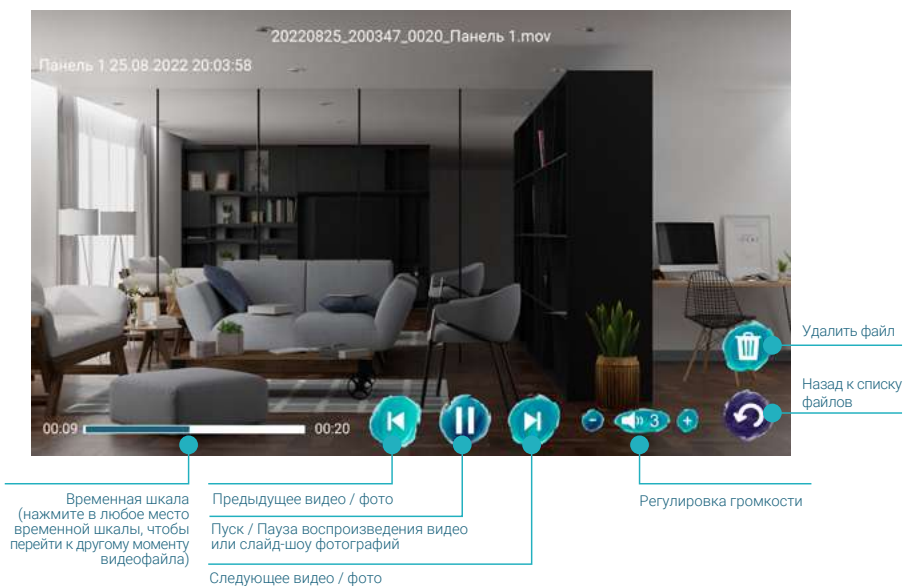 20220825_200347_0020_Панель 1.mov
Панель 1 25.08.2022 20:03:58
Удалить файл
Назад к списку
файлов
00:09
00:20
3
Временная шкала
(нажмите в любое место
временной шкалы, чтобы
перейти к другому моменту
видеофайла)
Предыдущее видео / фото
Пуск / Пауза воспроизведения видео
или слайд-шоу фотографий
Следующее видео / фото
Регулировка громкости